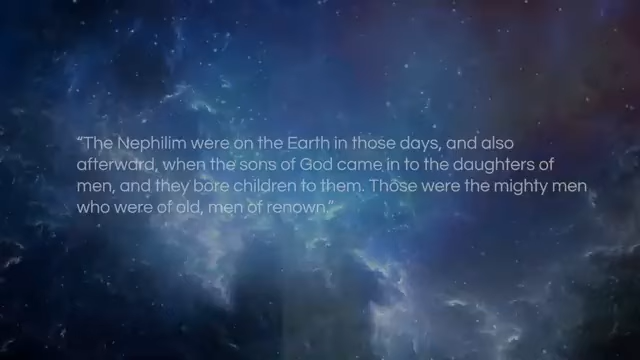 “The Nephilim were on the Earth in those days, and also
afterward, when the sons of God came in to the daughters of
men, and they bore children to them. Those were the mighty men
who were of old, men of renown.”